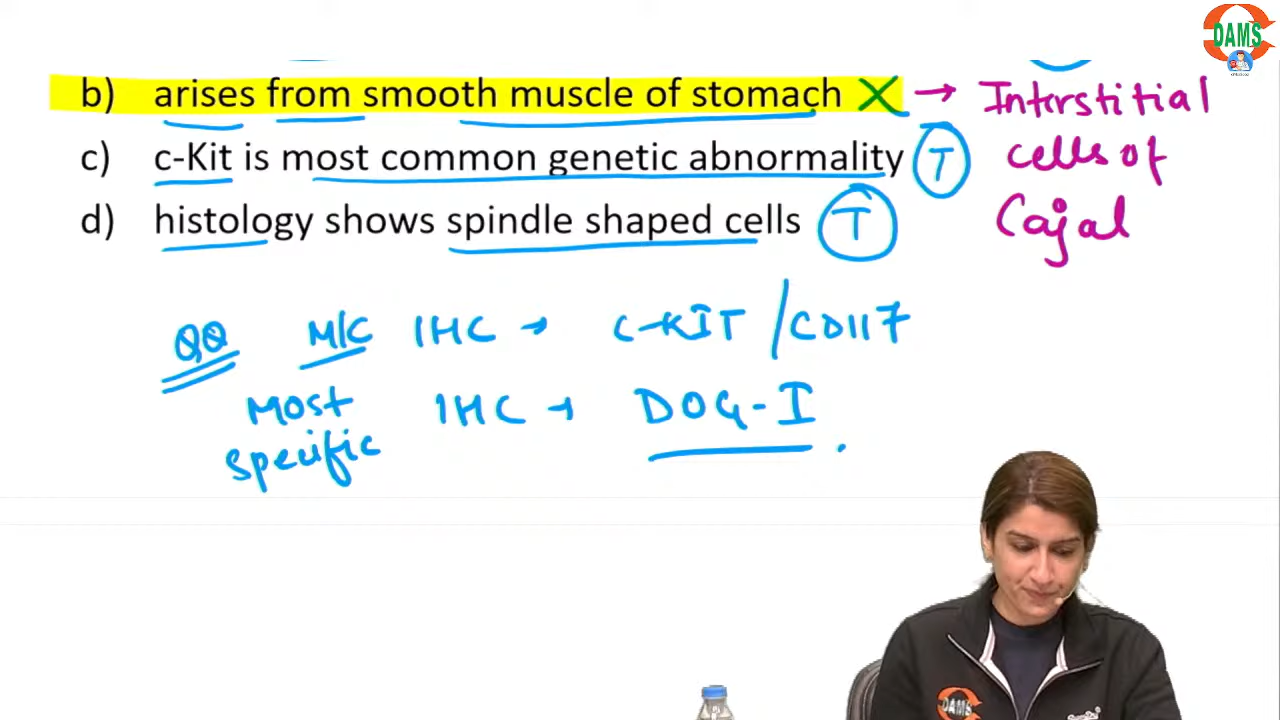 DAMS
b) arises from smooth muscle of stomach X → Interstitial
c) c-Kit is most common genetic abnormality T cells of
d) histology shows spindle shaped cells T Cajal
QQ M/C IHC → C-KIT / CD117
Most IHC → DOG-I
specific
DAMS